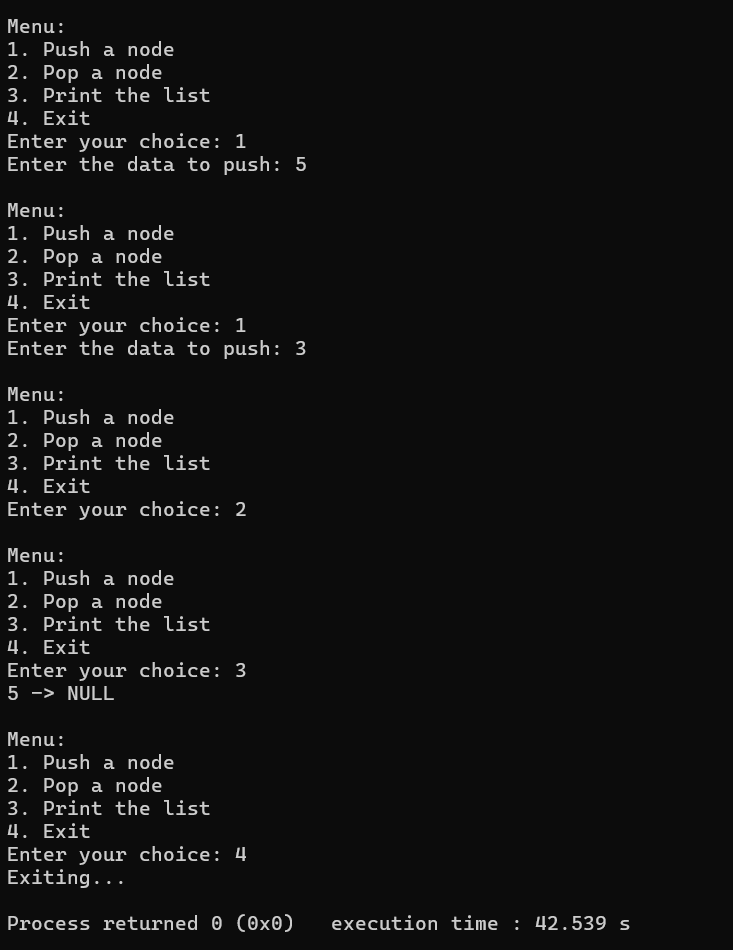 Menu:
1. Push a node
2. Pop a node
3. Print the list
4. Exit
Enter your choice: 1
Enter the data to push: 5
Menu:
1. Push a node
2. Pop a node
3. Print the list
4. Exit
Enter your choice: 1
Enter the data to push: 3
Menu:
1. Push a node
2. Pop a node
3. Print the list
4. Exit
Enter your choice: 2
Menu:
1. Push a node
2. Pop a node
3. Print the list
4. Exit
Enter your choice: 3
5 -> NULL
Menu:
1. Push a node
2. Pop a node
3. Print the list
4. Exit
Enter your choice: 4
Exiting...
Process returned 0 (0x0)   execution time : 42.539 s